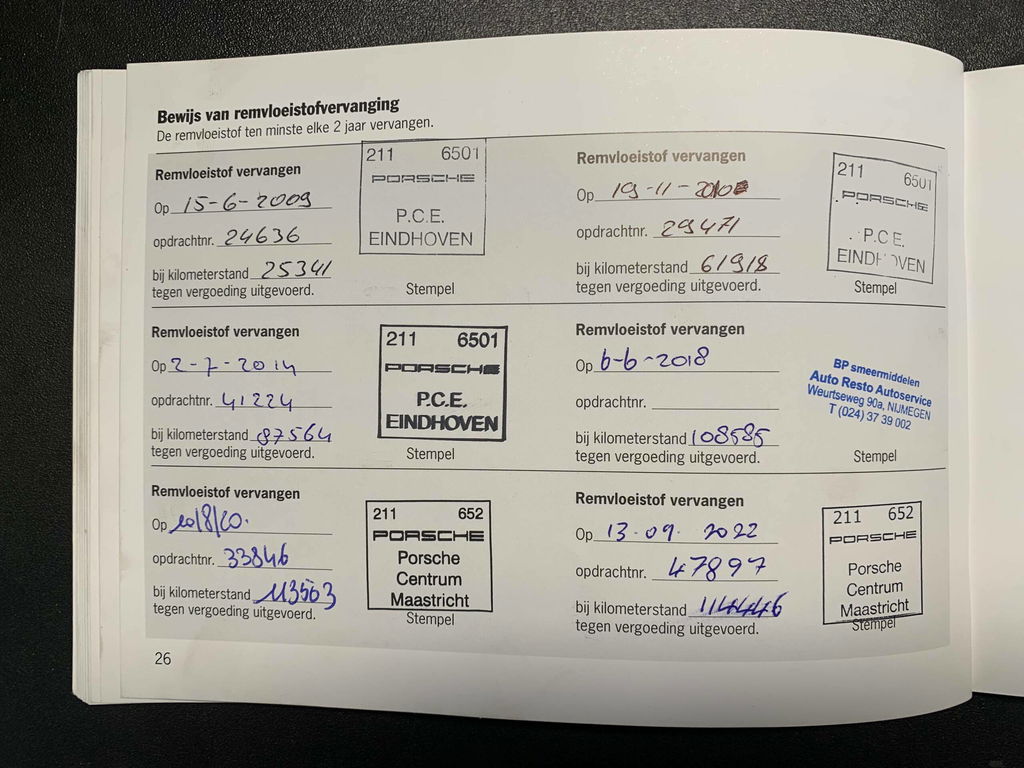 Bewijs van remvloeistofvervanging
De remvloeistof ten minste elke 2 jaar vervangen.
Remvloeistof vervangen
Op 15-6-2009
opdrachtnr. 24636
bij kilometerstand 25341
tegen vergoeding uitgevoerd.
211 6501
PORSCHE
P.C.E.
EINDHOVEN
Stempel
Remvloeistof vervangen
Op 19-11-2010
opdrachtnr. 29471
bij kilometerstand 61918
tegen vergoeding uitgevoerd.
211 6501
PORSCHE
P.C.E.
EINDHOVEN
Stempel
Remvloeistof vervangen
Op 2-7-2014
opdrachtnr. 41224
bij kilometerstand 87564
tegen vergoeding uitgevoerd.
211 6501
PORSCHE
P.C.E.
EINDHOVEN
Stempel
Remvloeistof vervangen
Op 6-6-2018
opdrachtnr.
bij kilometerstand 108585
tegen vergoeding uitgevoerd.
BP smeermiddelen
Auto Resto Autoservice
Weurtseweg 90a, NIJMEGEN
T (024) 37 39 002
Stempel
Remvloeistof vervangen
Op 20/8/20.
opdrachtnr. 33846
bij kilometerstand 113563
tegen vergoeding uitgevoerd.
211 652
PORSCHE
Porsche
Centrum
Maastricht
Stempel
Remvloeistof vervangen
Op 13-09-2022
opdrachtnr. 47897
bij kilometerstand 114446
tegen vergoeding uitgevoerd.
211 652
PORSCHE
Porsche
Centrum
Maastricht
Stempel
26